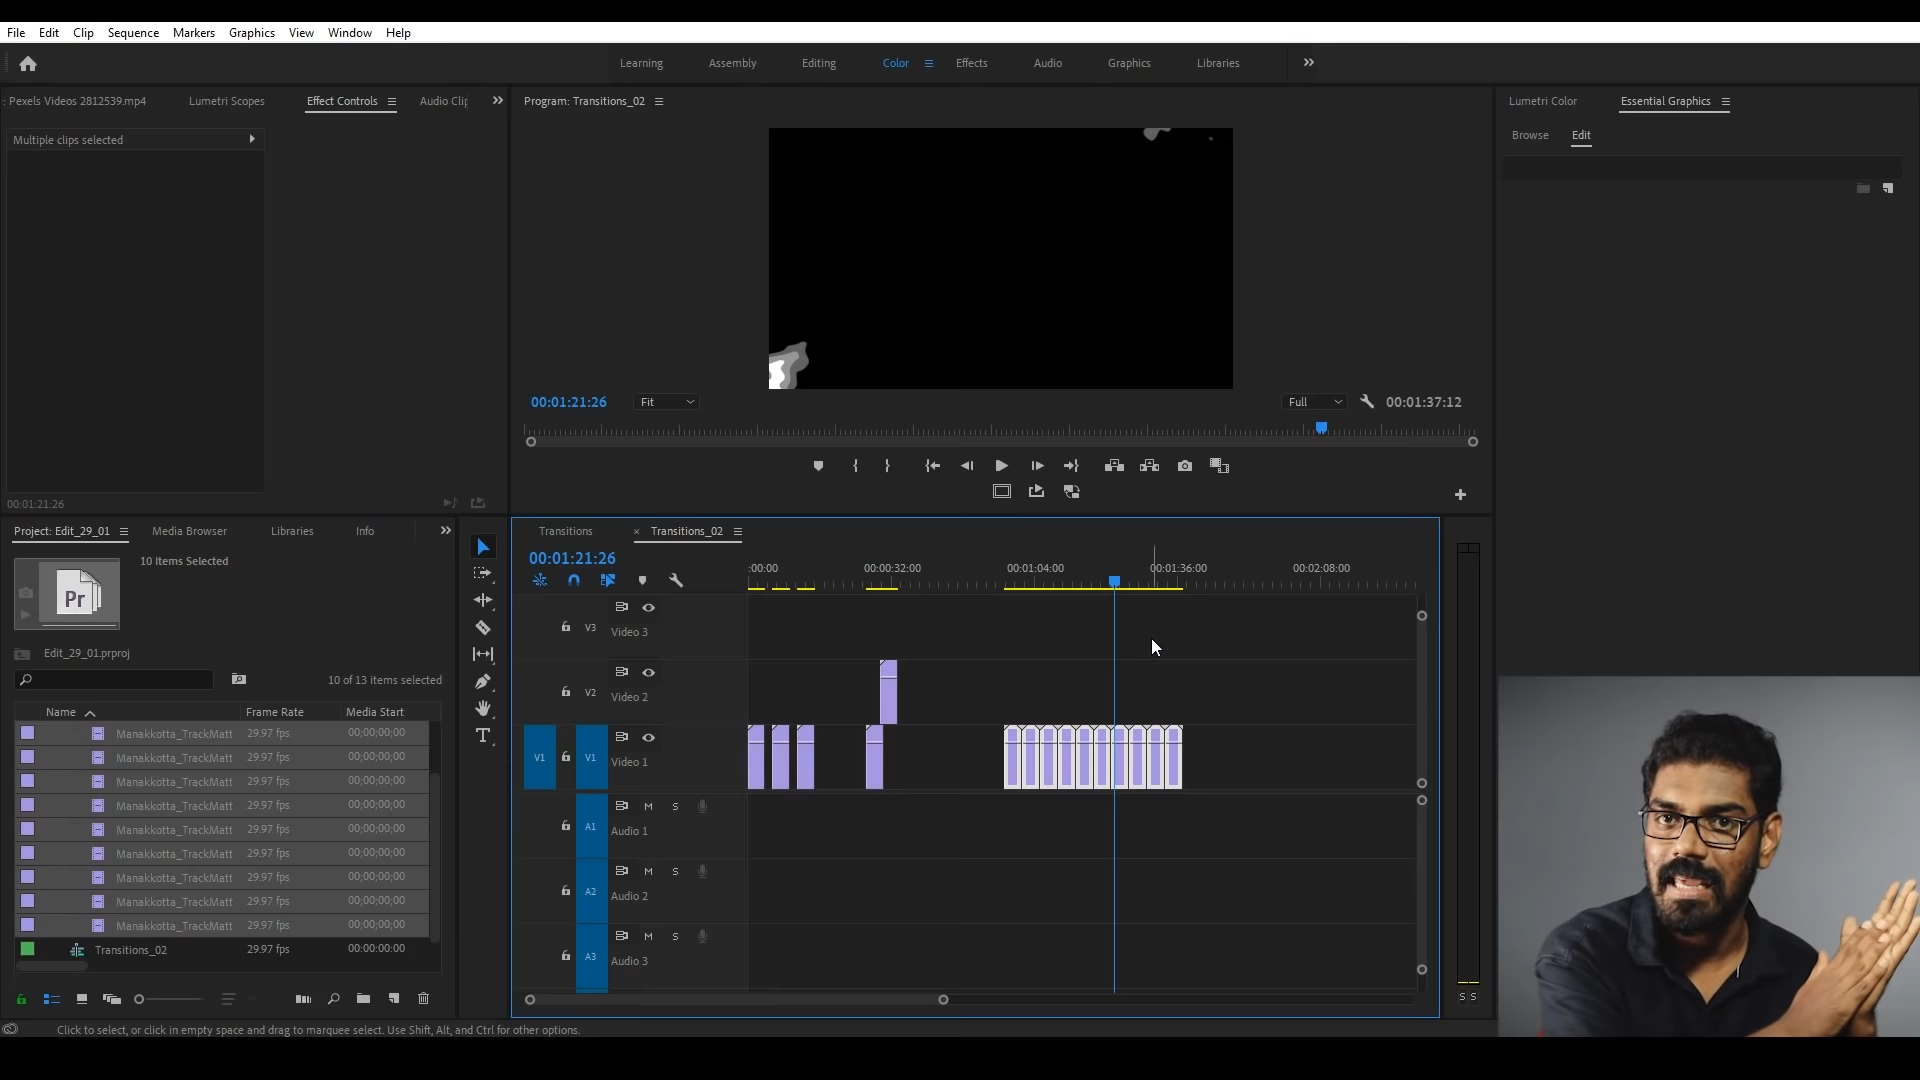 File Edit Clip Sequence Markers Graphics View Window Help
Learning Assembly Editing Color Effects Audio Graphics Libraries
: Pexels Videos 2812539.mp4 Lumetri Scopes Effect Controls Audio Clip
Multiple clips selected
00:01:21:26
Program: Transitions_02
00:01:21:26 Fit Full 00:01:37:12
Lumetri Color Essential Graphics
Browse Edit
Project: Edit_29_01 Media Browser Libraries Info
10 Items Selected
Pr
Edit_29_01.prproj
10 of 13 items selected
Name Frame Rate Media Start
Manakkotta_TrackMatt 29.97 fps 00;00;00;00
Manakkotta_TrackMatt 29.97 fps 00;00;00;00
Manakkotta_TrackMatt 29.97 fps 00;00;00;00
Manakkotta_TrackMatt 29.97 fps 00;00;00;00
Manakkotta_TrackMatt 29.97 fps 00;00;00;00
Manakkotta_TrackMatt 29.97 fps 00;00;00;00
Manakkotta_TrackMatt 29.97 fps 00;00;00;00
Manakkotta_TrackMatt 29.97 fps 00;00;00;00
Manakkotta_TrackMatt 29.97 fps 00;00;00;00
Transitions_02 29.97 fps 00:00:00:00
Transitions × Transitions_02
00:01:21:26
:00:00 00:00:32:00 00:01:04:00 00:01:36:00 00:02:08:00
V3 Video 3
V2 Video 2
V1 V1 Video 1
A1 M S Audio 1
A2 M S Audio 2
A3 M S Audio 3
S S
Click to select, or click in empty space and drag to marquee select. Use Shift, Alt, and Ctrl for other options.